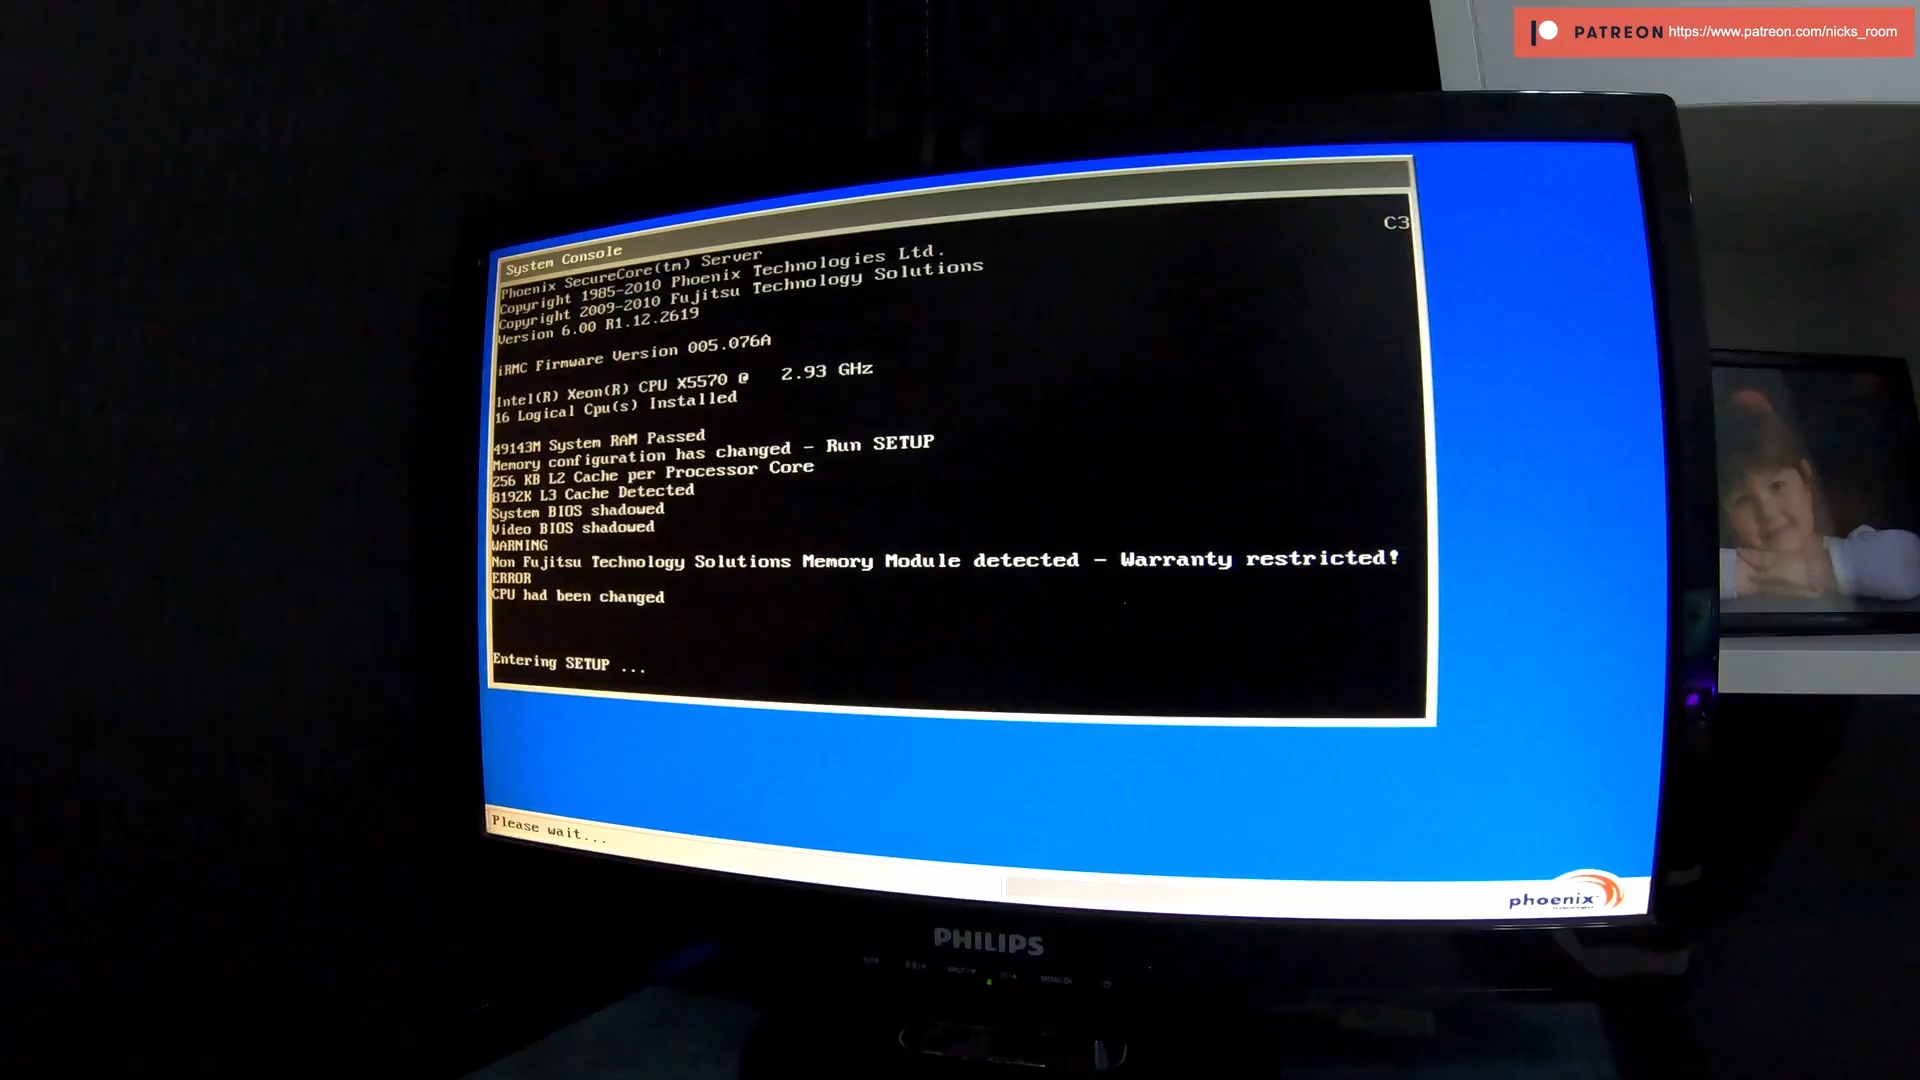 PATREON https://www.patreon.com/nicks_room
System Console
C3
Phoenix SecureCore(tm) Server
Copyright 1985-2010 Phoenix Technologies Ltd.
Copyright 2009-2010 Fujitsu Technology Solutions
Version 6.00 R1.12.2619
iRMC Firmware Version 005.076A
Intel(R) Xeon(R) CPU X5570 @ 2.93 GHz
16 Logical Cpu(s) Installed
49143M System RAM Passed
Memory configuration has changed - Run SETUP
256 KB L2 Cache per Processor Core
8192K L3 Cache Detected
System BIOS shadowed
Video BIOS shadowed
WARNING
Non Fujitsu Technology Solutions Memory Module detected - Warranty restricted!
ERROR
CPU had been changed
Entering SETUP ...
Please wait...
phoenix
PHILIPS